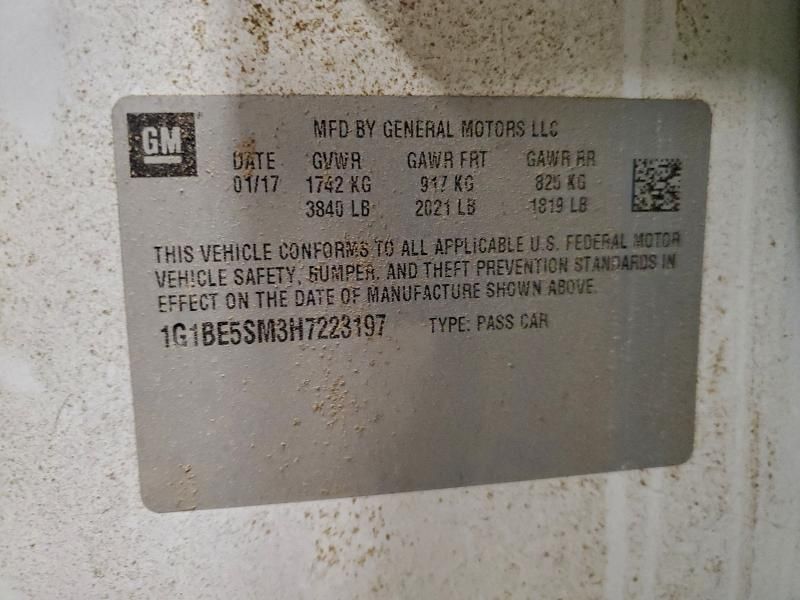 GM
MFD BY GENERAL MOTORS LLC
DATE GVWR GAWR FRT GAWR RR
01/17 1742 KG 917 KG 825 KG
3840 LB 2021 LB 1819 LB
THIS VEHICLE CONFORMS TO ALL APPLICABLE U.S. FEDERAL MOTOR
VEHICLE SAFETY, BUMPER, AND THEFT PREVENTION STANDARDS IN
EFFECT ON THE DATE OF MANUFACTURE SHOWN ABOVE.
1G1BE5SM3H7223197 TYPE: PASS CAR